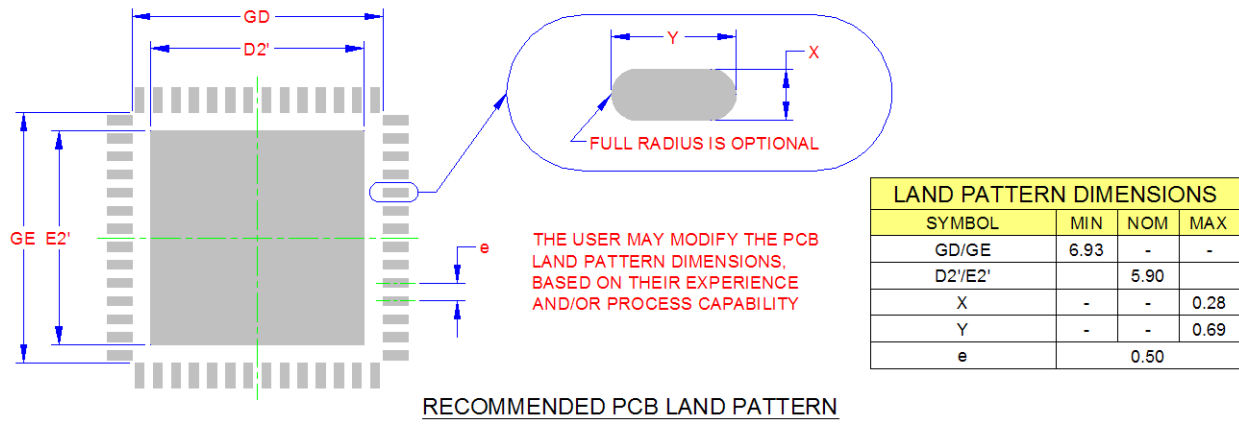 GD
D2'
GE E2'
e
Y
X
FULL RADIUS IS OPTIONAL
THE USER MAY MODIFY THE PCB
LAND PATTERN DIMENSIONS,
BASED ON THEIR EXPERIENCE
AND/OR PROCESS CAPABILITY
LAND PATTERN DIMENSIONS
SYMBOL MIN NOM MAX
GD/GE 6.93 - -
D2'/E2' 5.90
X - - 0.28
Y - - 0.69
e 0.50
RECOMMENDED PCB LAND PATTERN